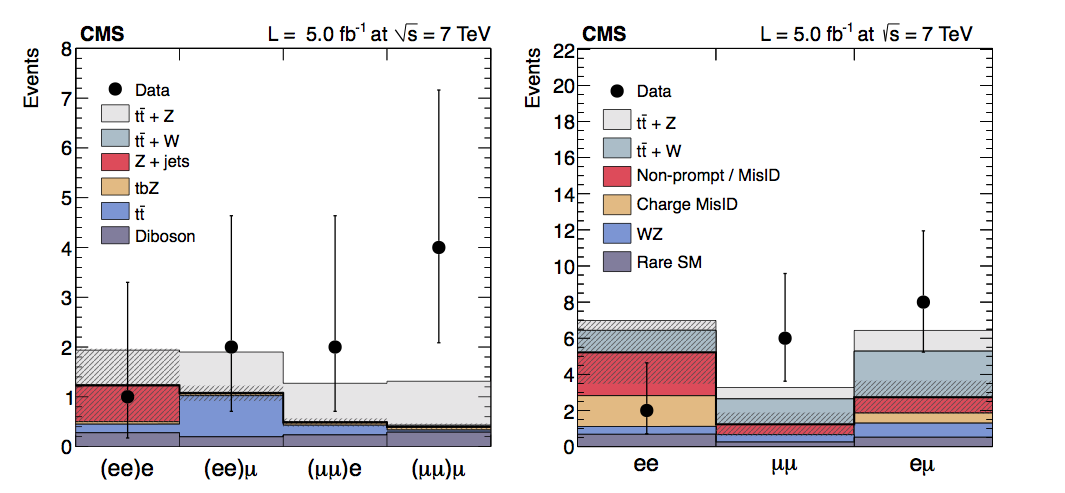 CMS L = 5.0 fb⁻¹ at √s = 7 TeV
Events
8
7
6
5
4
3
2
1
0
Data
tt̄ + Z
tt̄ + W
Z + jets
tbZ
tt̄
Diboson
(ee)e (ee)μ (μμ)e (μμ)μ
CMS L = 5.0 fb⁻¹ at √s = 7 TeV
Events
22
20
18
16
14
12
10
8
6
4
2
0
Data
tt̄ + Z
tt̄ + W
Non-prompt / MisID
Charge MisID
WZ
Rare SM
ee μμ eμ